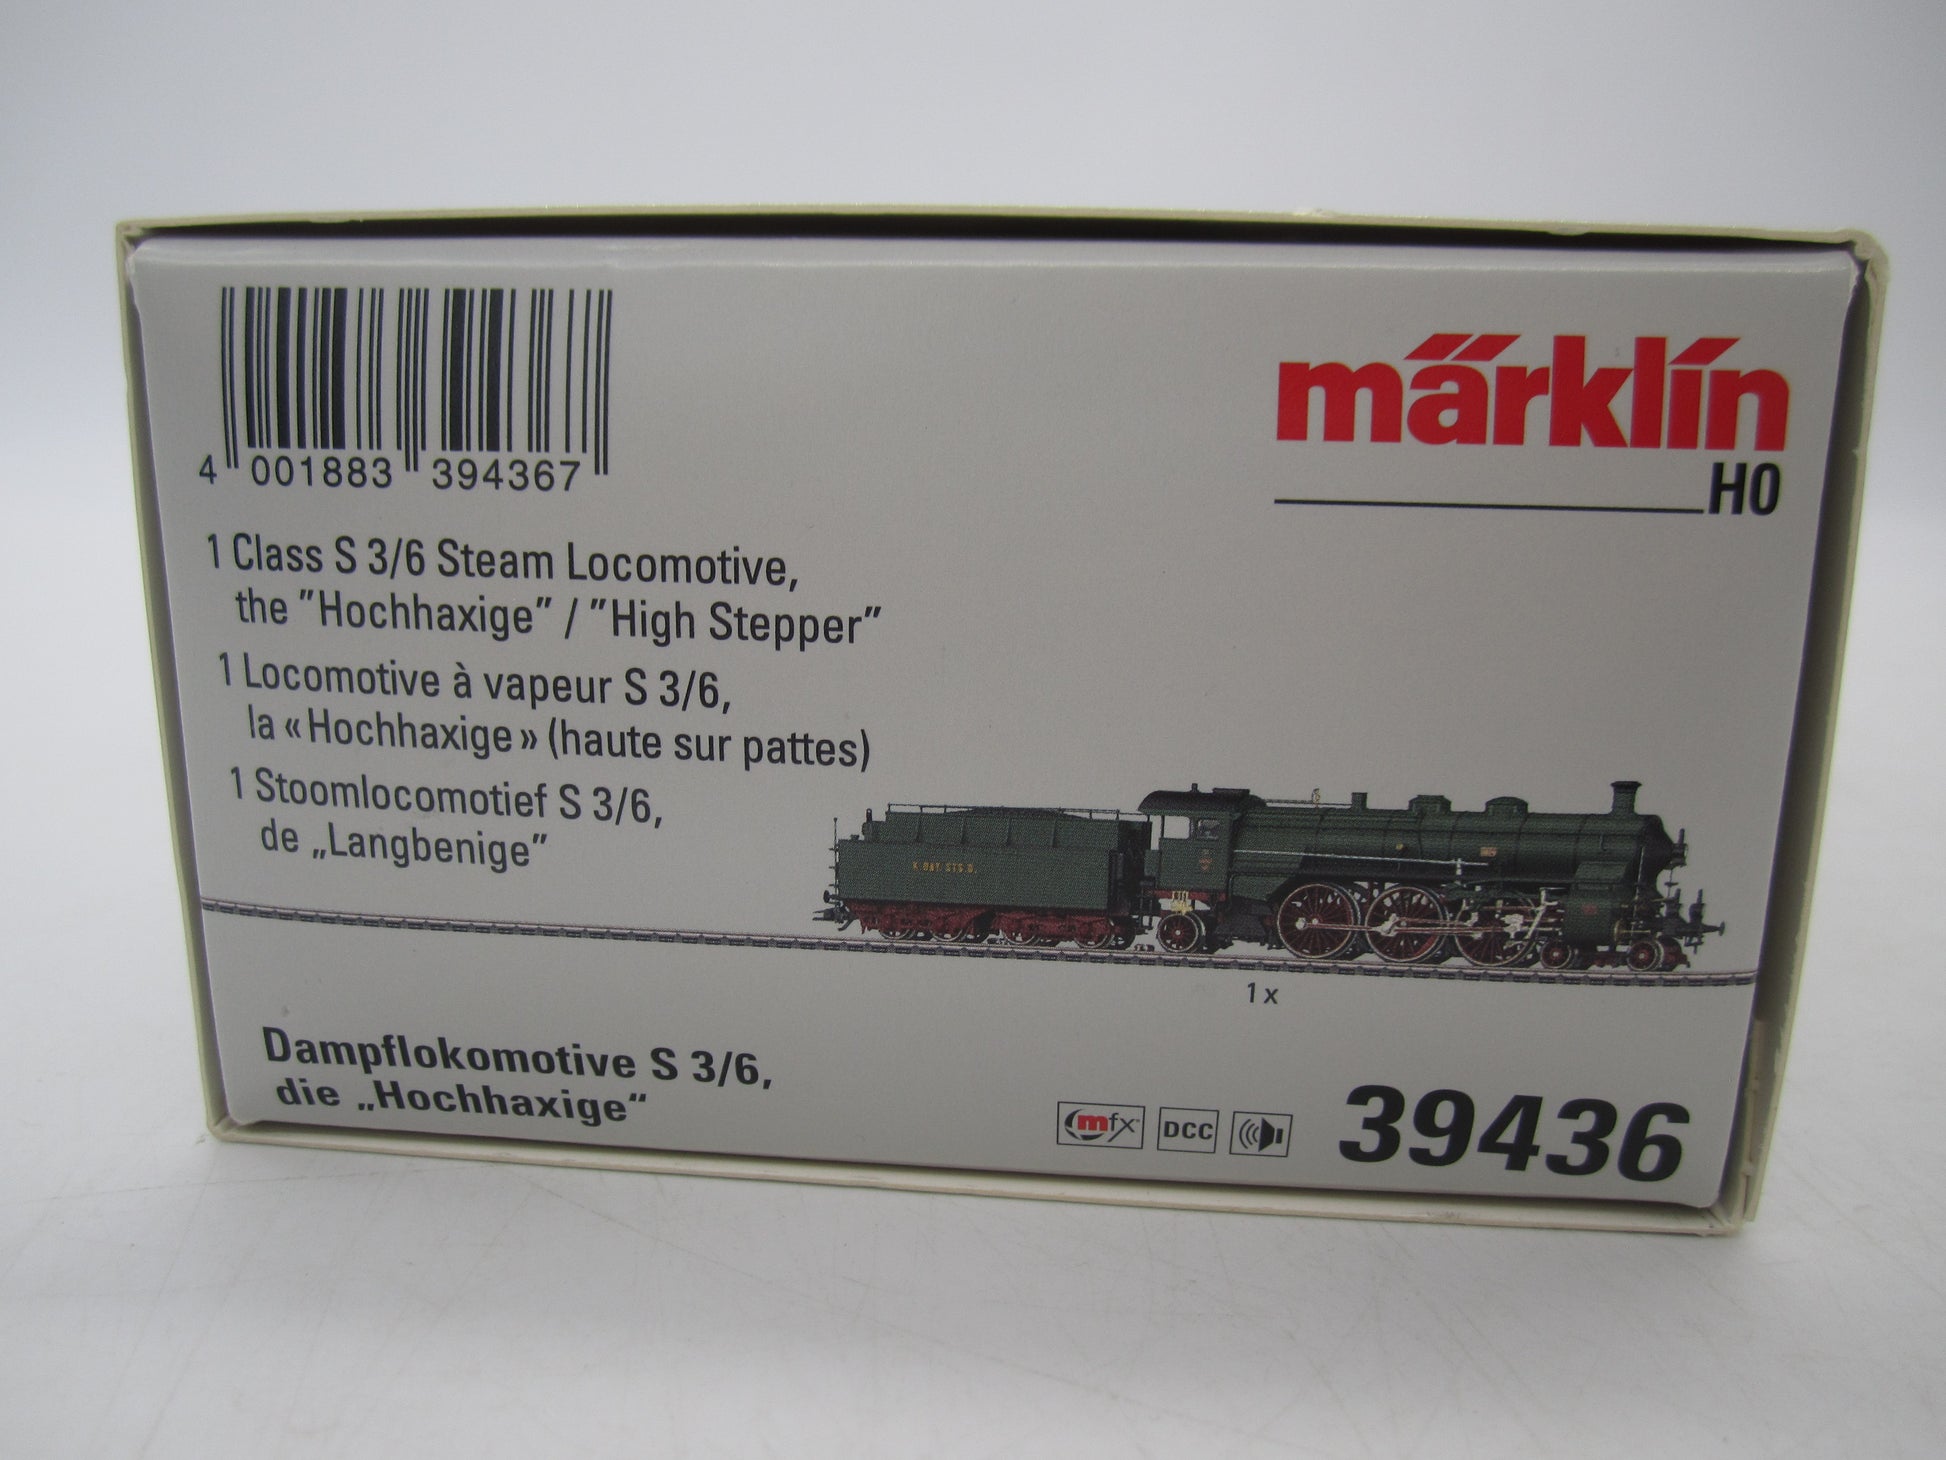 märklin
H0
4 001883 394367
1 Class S 3/6 Steam Locomotive,
the "Hochhaxige" / "High Stepper"
1 Locomotive à vapeur S 3/6,
la « Hochhaxige » (haute sur pattes)
1 Stoomlocomotief S 3/6,
de „Langbenige”
K.BAY.STS.B.
1 x
Dampflokomotive S 3/6,
die „Hochhaxige“
mfx DCC
39436